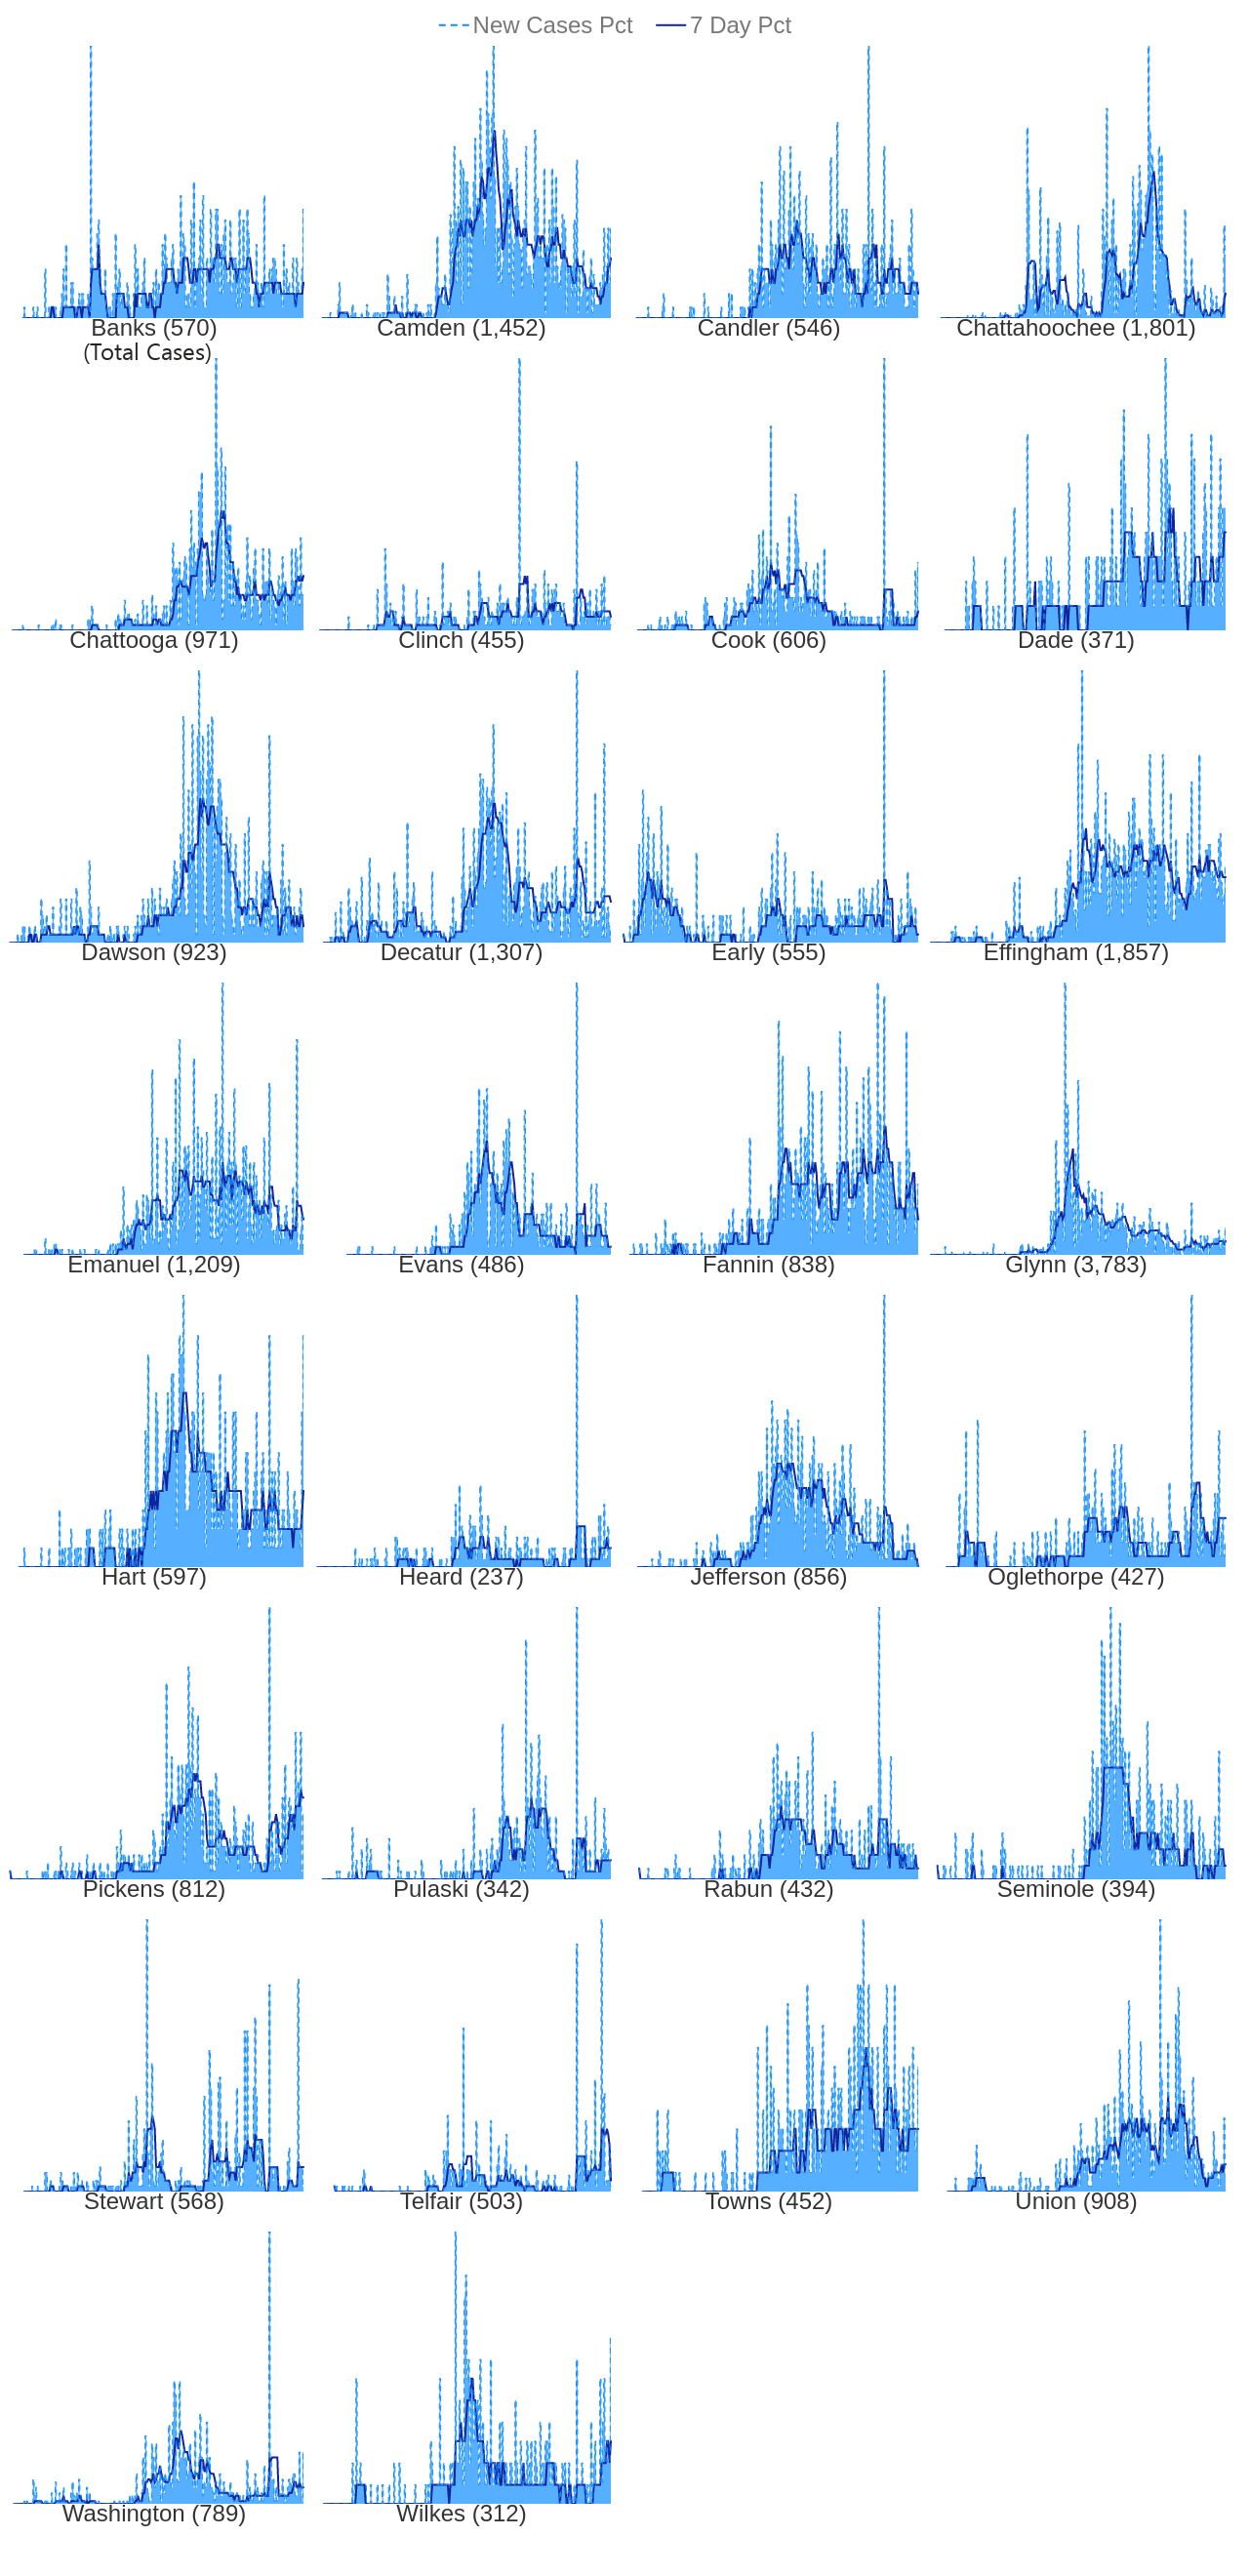 New Cases Pct 7 Day Pct
Banks (570) Camden (1,452) Candler (546) Chattahoochee (1,801)
(Total Cases)
Chattooga (971) Clinch (455) Cook (606) Dade (371)
Dawson (923) Decatur (1,307) Early (555) Effingham (1,857)
Emanuel (1,209) Evans (486) Fannin (838) Glynn (3,783)
Hart (597) Heard (237) Jefferson (856) Oglethorpe (427)
Pickens (812) Pulaski (342) Rabun (432) Seminole (394)
Stewart (568) Telfair (503) Towns (452) Union (908)
Washington (789) Wilkes (312)